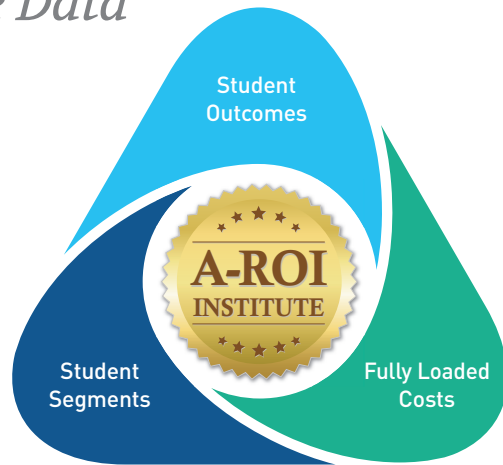 Data
Student
Outcomes
A-ROI
INSTITUTE
Student
Segments
Fully Loaded
Costs